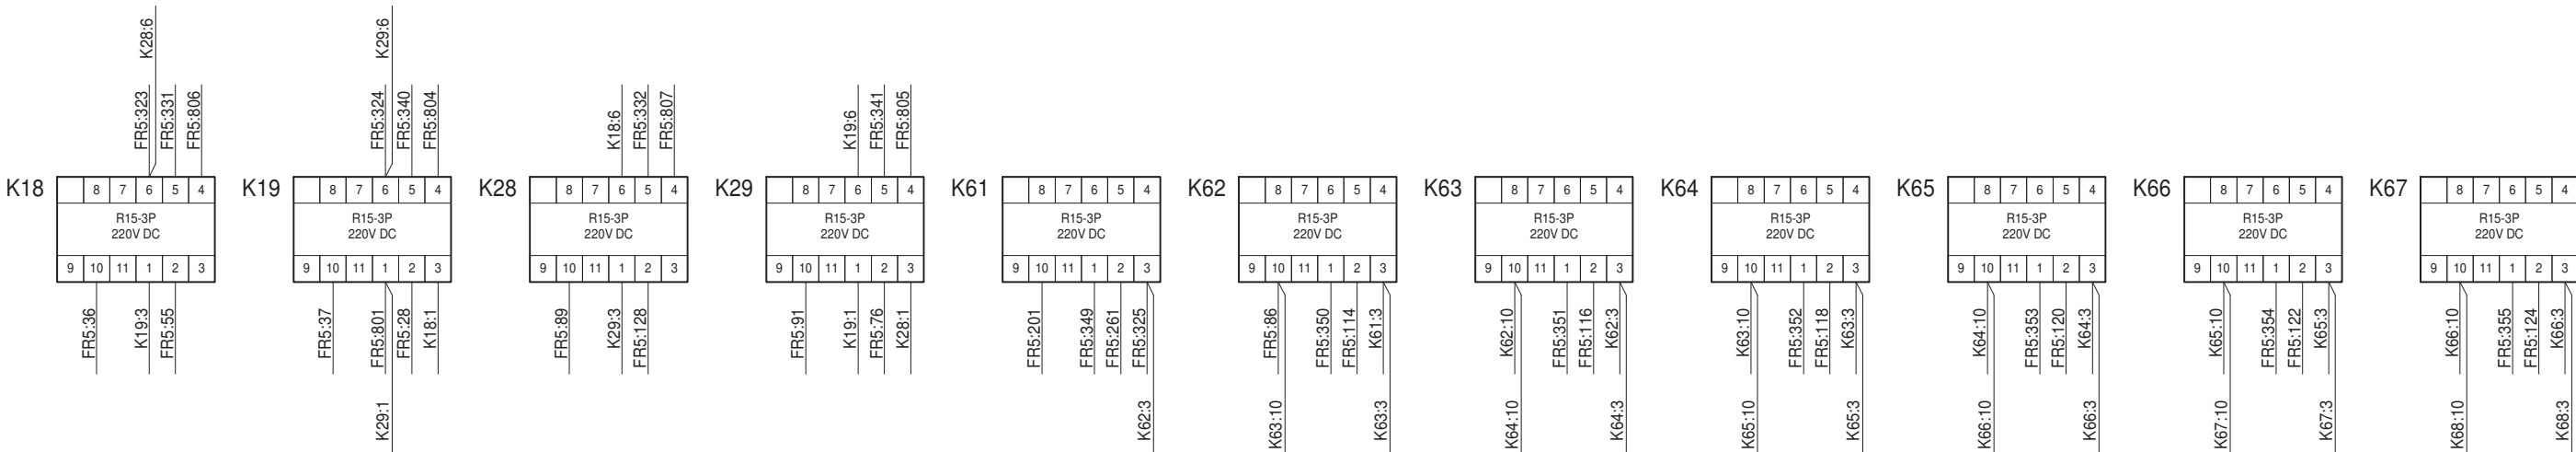 K28:6
K29:6
FR5:323
FR5:331
FR5:806
FR5:324
FR5:340
FR5:804
K18:6
FR5:332
FR5:807
K19:6
FR5:341
FR5:805
K18
8 7 6 5 4
R15-3P
220V DC
9 10 11 1 2 3
FR5:36
K19:3
FR5:55
K19
8 7 6 5 4
R15-3P
220V DC
9 10 11 1 2 3
FR5:37
FR5:801
FR5:28
K18:1
K29:1
K28
8 7 6 5 4
R15-3P
220V DC
9 10 11 1 2 3
FR5:89
K29:3
FR5:128
K29
8 7 6 5 4
R15-3P
220V DC
9 10 11 1 2 3
FR5:91
K19:1
FR5:76
K28:1
K61
8 7 6 5 4
R15-3P
220V DC
9 10 11 1 2 3
FR5:201
FR5:349
FR5:261
FR5:325
K62:3
K62
8 7 6 5 4
R15-3P
220V DC
9 10 11 1 2 3
FR5:86
FR5:350
FR5:114
K61:3
K63:10
K63:3
K63
8 7 6 5 4
R15-3P
220V DC
9 10 11 1 2 3
K62:10
FR5:351
FR5:116
K62:3
K64:10
K64:3
K64
8 7 6 5 4
R15-3P
220V DC
9 10 11 1 2 3
K63:10
FR5:352
FR5:118
K63:3
K65:10
K65:3
K65
8 7 6 5 4
R15-3P
220V DC
9 10 11 1 2 3
K64:10
FR5:353
FR5:120
K64:3
K66:10
K66:3
K66
8 7 6 5 4
R15-3P
220V DC
9 10 11 1 2 3
K65:10
FR5:354
FR5:122
K65:3
K67:10
K67:3
K67
8 7 6 5 4
R15-3P
220V DC
9 10 11 1 2 3
K66:10
FR5:355
FR5:124
K66:3
K68:10
K68:3